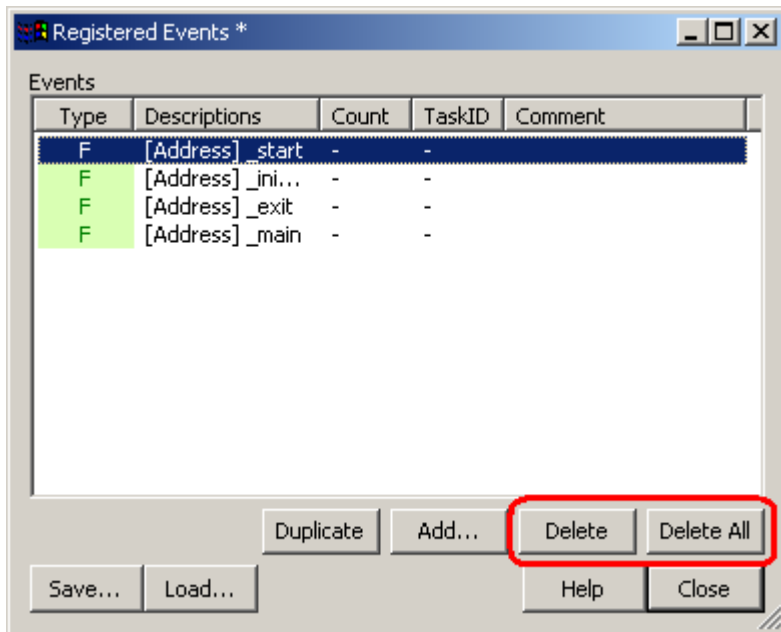 Registered Events *
Events
Type Descriptions Count TaskID Comment
F [Address] _start - -
F [Address] _ini... - -
F [Address] _exit - -
F [Address] _main - -
Duplicate Add... Delete Delete All
Save... Load... Help Close